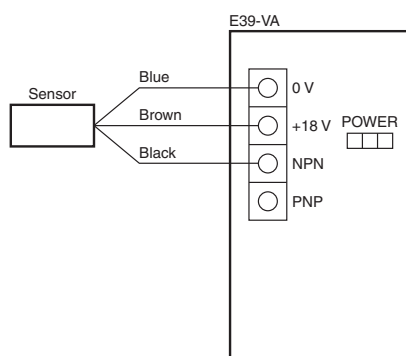 E39-VA
Blue
0 V
Sensor
Brown
+18 V
POWER
Black
NPN
PNP